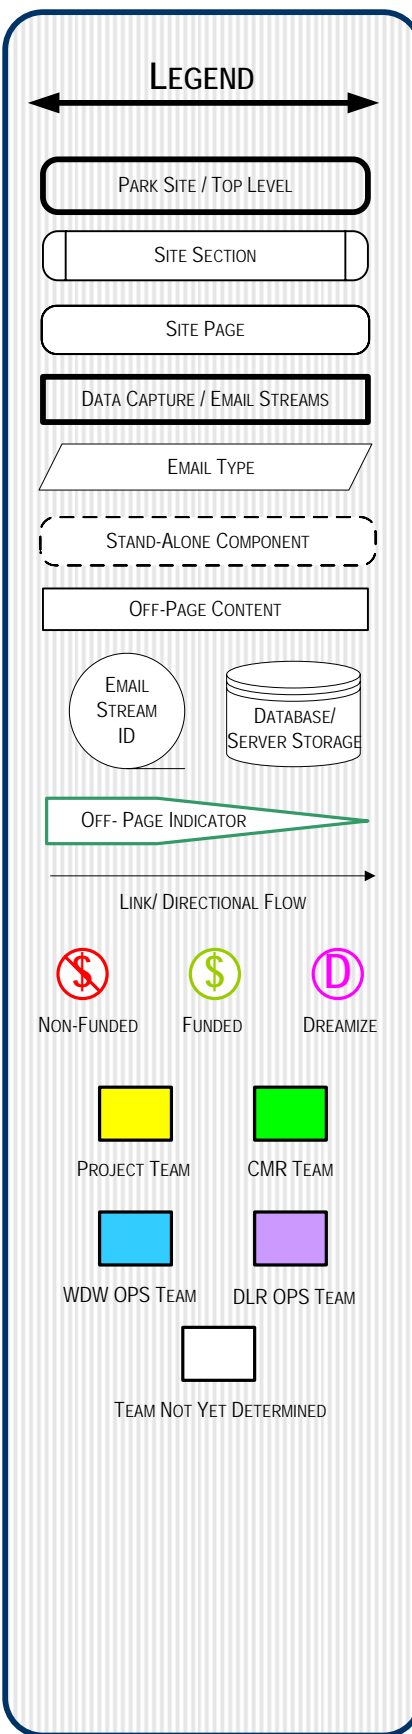 LEGEND
PARK SITE / TOP LEVEL
SITE SECTION
SITE PAGE
DATA CAPTURE / EMAIL STREAMS
EMAIL TYPE
STAND-ALONE COMPONENT
OFF-PAGE CONTENT
EMAIL
STREAM
ID
DATABASE/
SERVER STORAGE
OFF- PAGE INDICATOR
LINK/ DIRECTIONAL FLOW
$ $ D
NON-FUNDED FUNDED DREAMIZE
PROJECT TEAM CMR TEAM
WDW OPS TEAM DLR OPS TEAM
TEAM NOT YET DETERMINED